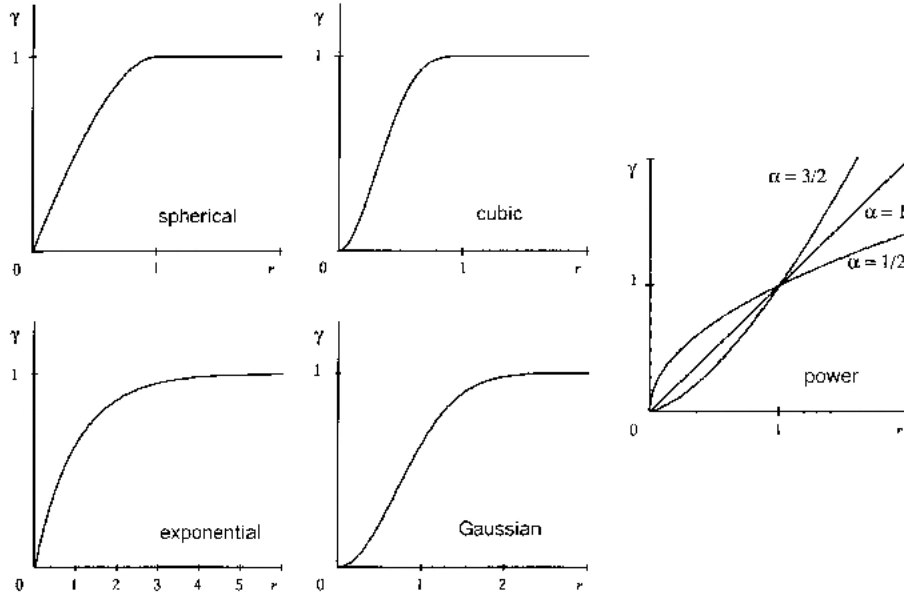 γ
1
spherical
0
1
r
γ
1
cubic
0
1
r
γ
α = 3/2
α = 1
α = 1/2
1
power
0
1
r
γ
1
exponential
0
1 2 3 4 5 r
γ
1
Gaussian
0
1 2 r